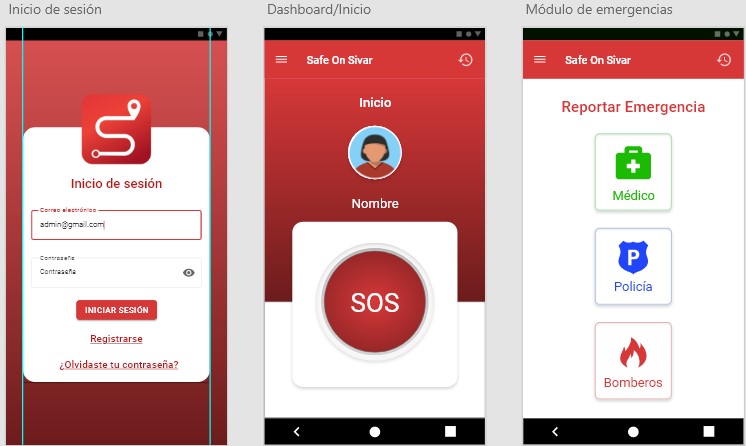 Inicio de sesión
Inicio de sesión
Correo electrónico
admin@gmail.com
Contraseña
Contraseña
INICIAR SESIÓN
Registrarse
¿Olvidaste tu contraseña?
Dashboard/Inicio
Safe On Sivar
Inicio
Nombre
SOS
Módulo de emergencias
Safe On Sivar
Reportar Emergencia
Médico
P
Policía
Bomberos